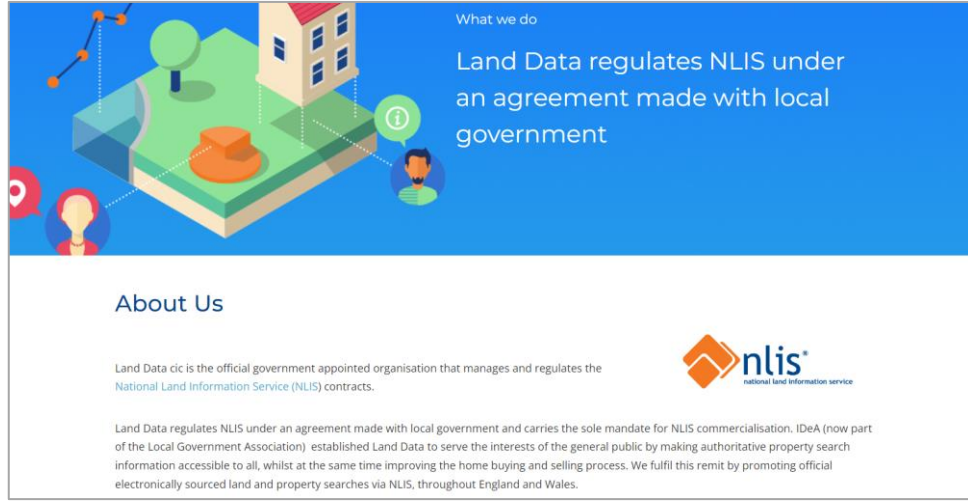 What we do
Land Data regulates NLIS under
an agreement made with local
government
About Us
Land Data cic is the official government appointed organisation that manages and regulates the
National Land Information Service (NLIS) contracts.
nlis
national land information service
Land Data regulates NLIS under an agreement made with local government and carries the sole mandate for NLIS commercialisation. IDeA (now part
of the Local Government Association)  established Land Data to serve the interests of the general public by making authoritative property search
information accessible to all, whilst at the same time improving the home buying and selling process. We fulfil this remit by promoting official
electronically sourced land and property searches via NLIS, throughout England and Wales.